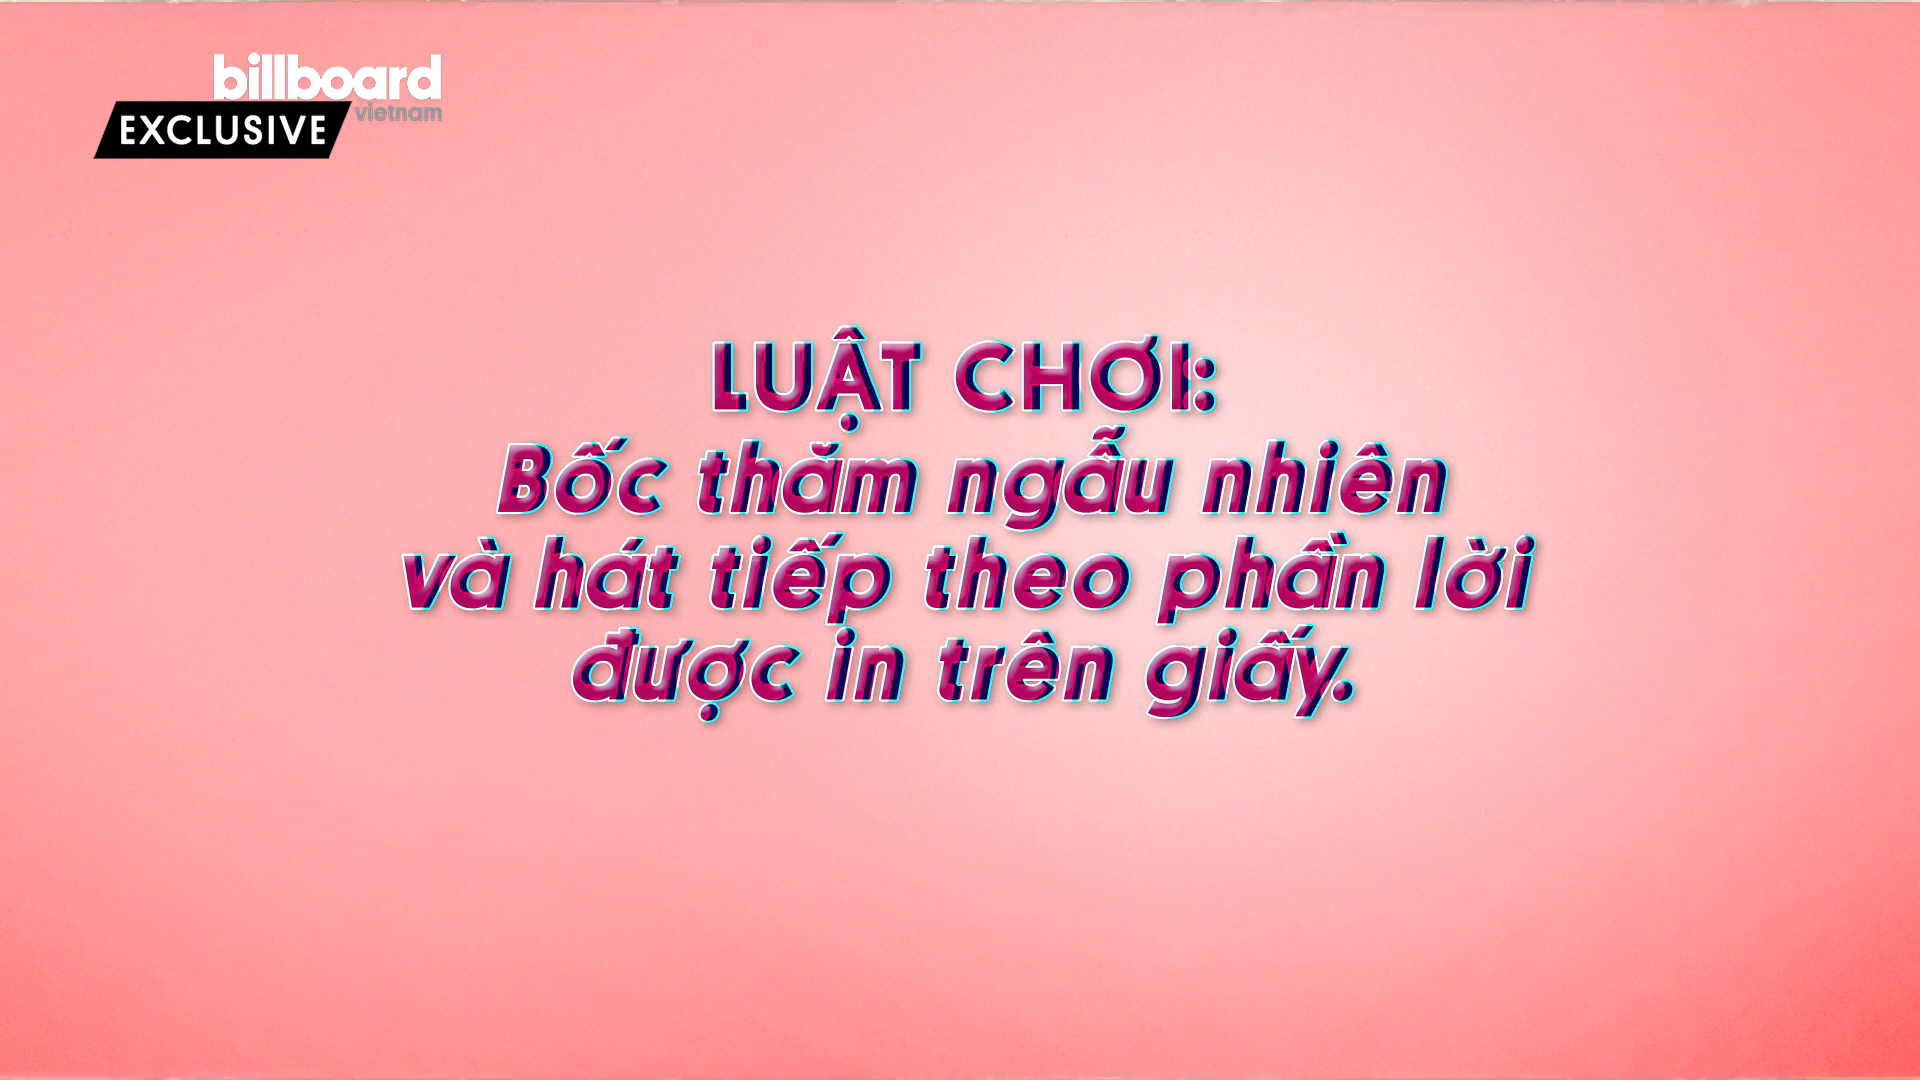 billboard
vietnam
EXCLUSIVE
LUẬT CHƠI:
Bốc thăm ngẫu nhiên
và hát tiếp theo phần lời
được in trên giấy.